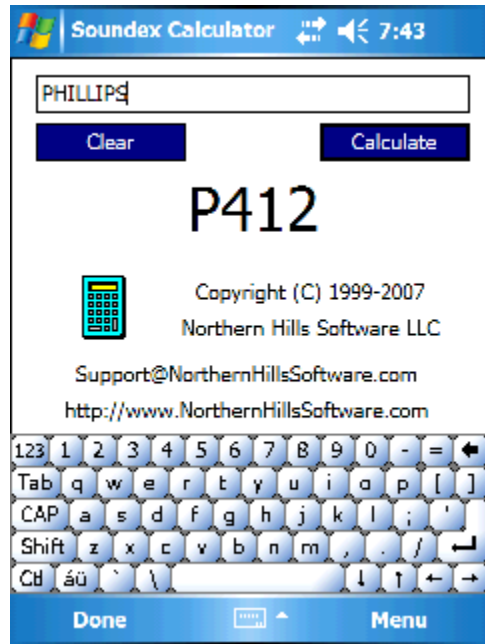 Soundex Calculator 7:43
PHILLIPS
Clear Calculate
P412
Copyright (C) 1999-2007
Northern Hills Software LLC
Support@NorthernHillsSoftware.com
http://www.NorthernHillsSoftware.com
123 1 2 3 4 5 6 7 8 9 0 - =
Tab q w e r t y u i o p [ ]
CAP a s d f g h j k l ; '
Shift z x c v b n m , . /
Ctl áü ` \
Done Menu